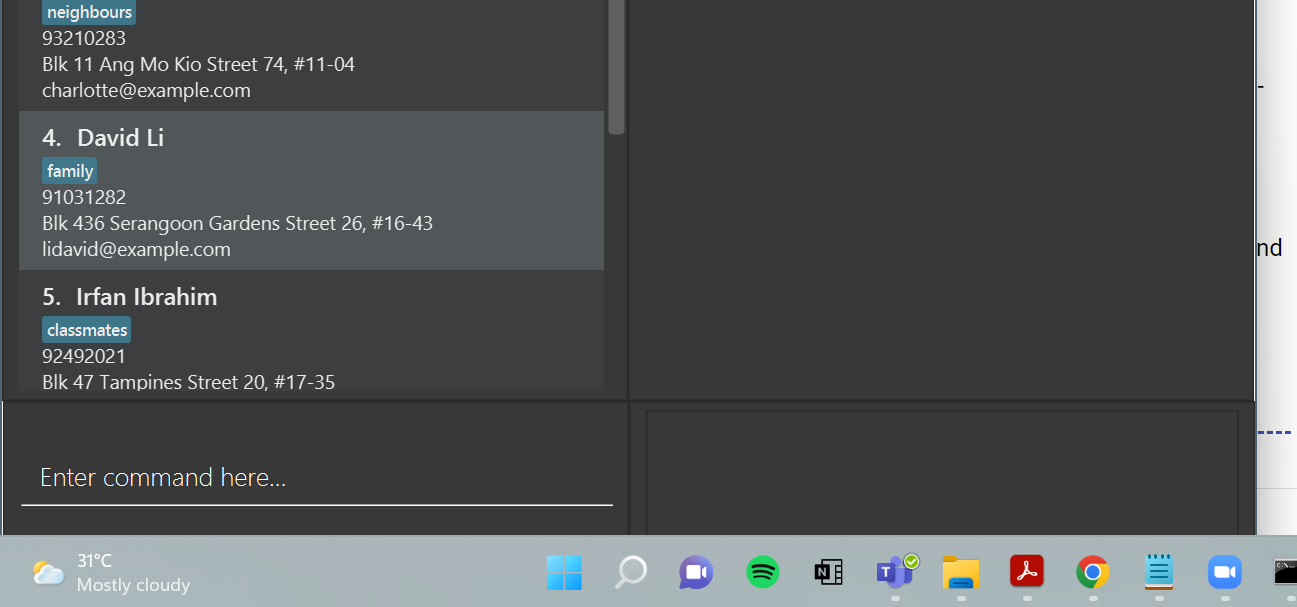 neighbours
93210283
Blk 11 Ang Mo Kio Street 74, #11-04
charlotte@example.com
4. David Li
family
91031282
Blk 436 Serangoon Gardens Street 26, #16-43
lidavid@example.com
5. Irfan Ibrahim
classmates
92492021
Blk 47 Tampines Street 20, #17-35
nd
Enter command here...
31°C
Mostly cloudy
N
T